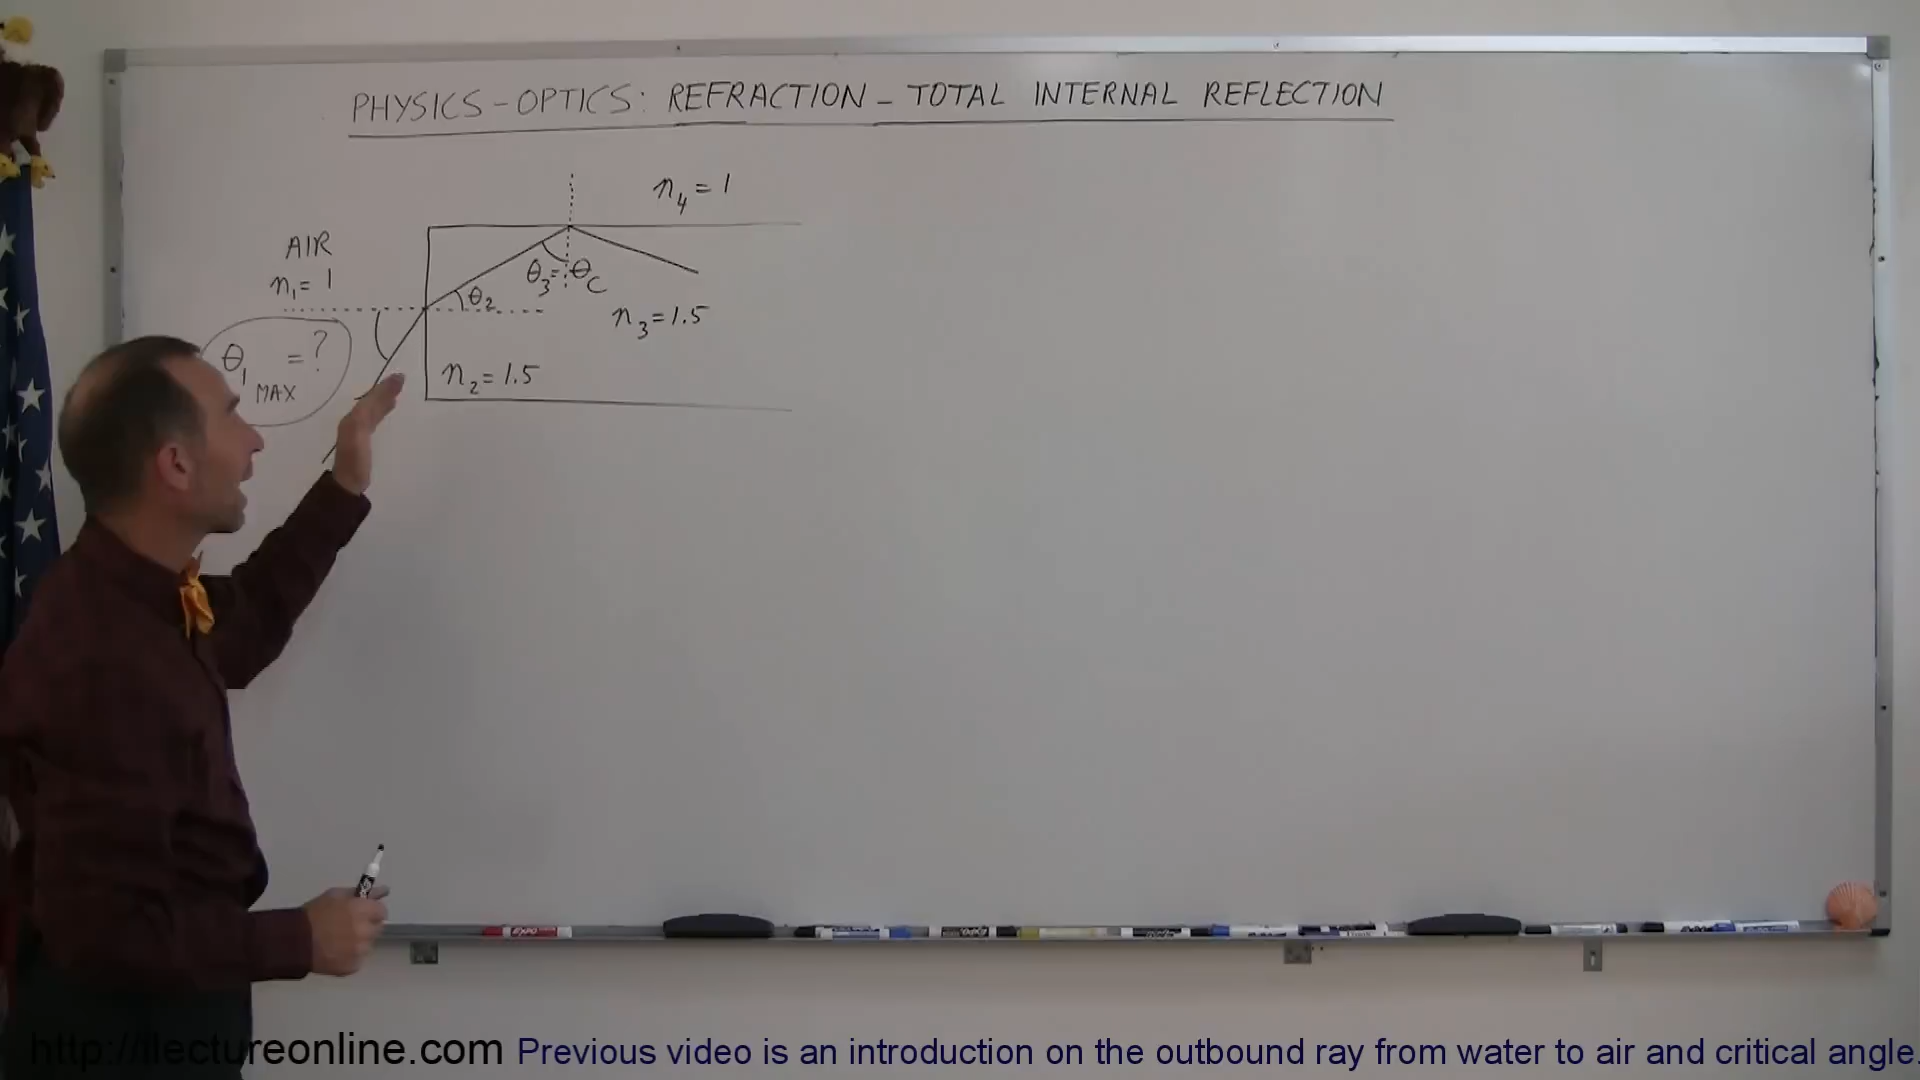 PHYSICS - OPTICS: REFRACTION - TOTAL INTERNAL REFLECTION
n4 = 1
AIR
n1 = 1
θ3 = θC
θ2
n3 = 1.5
θ1 MAX = ?
n2 = 1.5
EXPO
http://ilectureonline.com Previous video is an introduction on the outbound ray from water to air and critical angle.